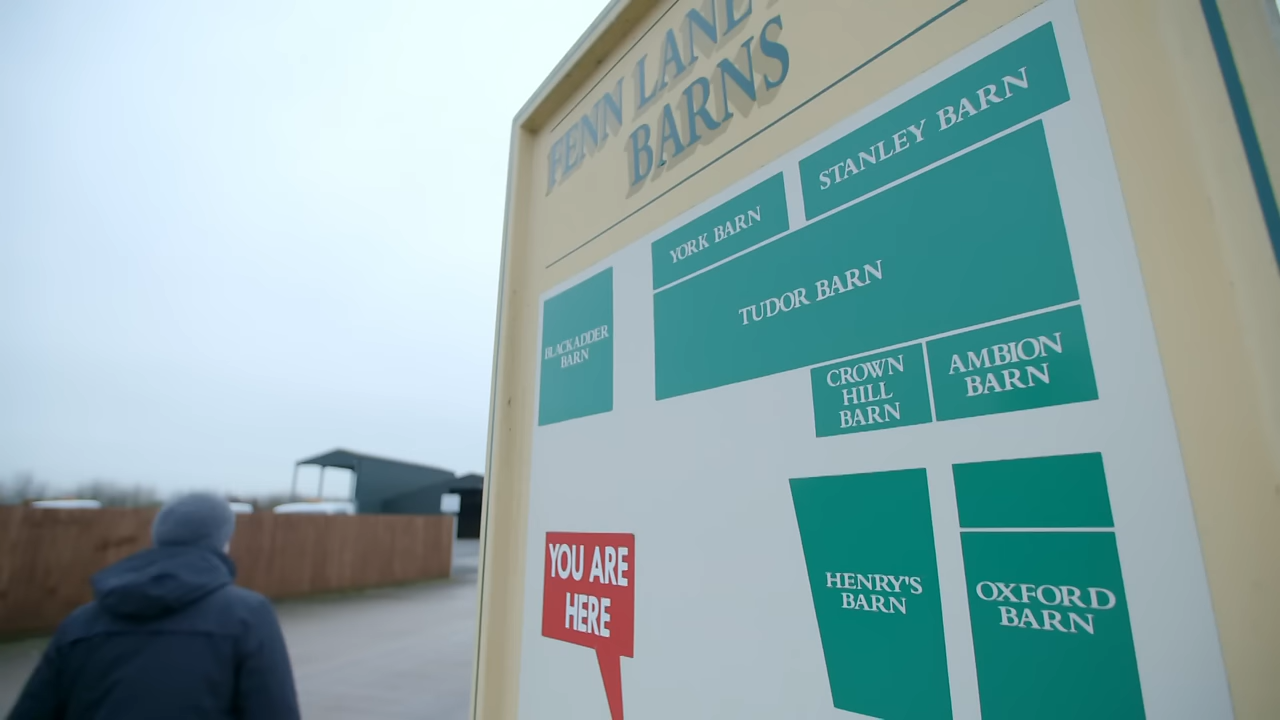 FENN LANE
BARNS
STANLEY BARN
YORK BARN
TUDOR BARN
BLACKADDER
BARN
CROWN
HILL
BARN
AMBION
BARN
YOU ARE
HERE
HENRY'S
BARN
OXFORD
BARN